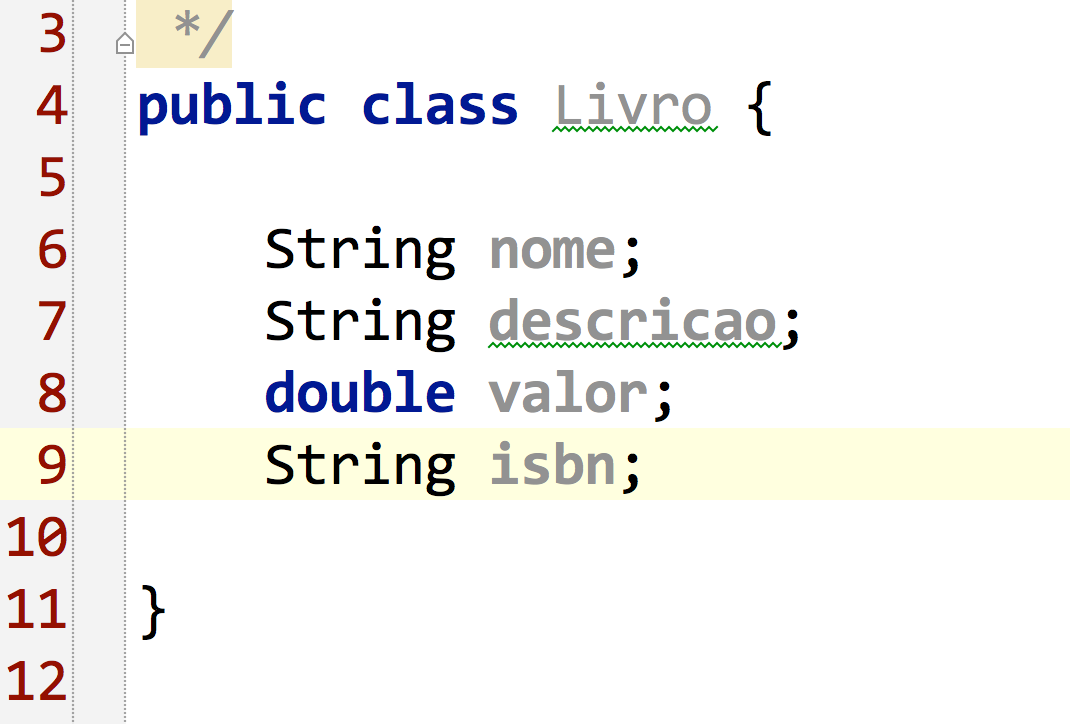 3 */
4 public class Livro {
5
6 String nome;
7 String descricao;
8 double valor;
9 String isbn;
10
11 }
12